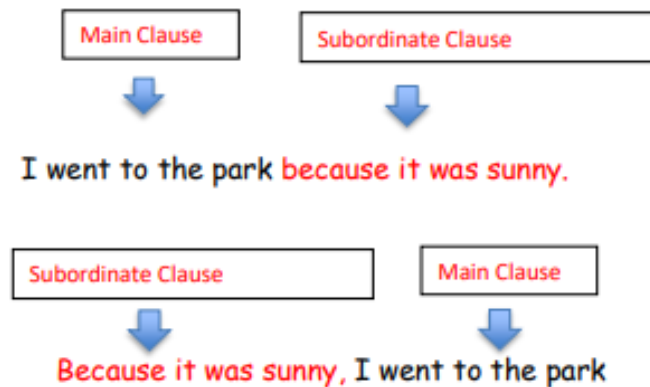 Main Clause Subordinate Clause
I went to the park because it was sunny.
Subordinate Clause Main Clause
Because it was sunny, I went to the park